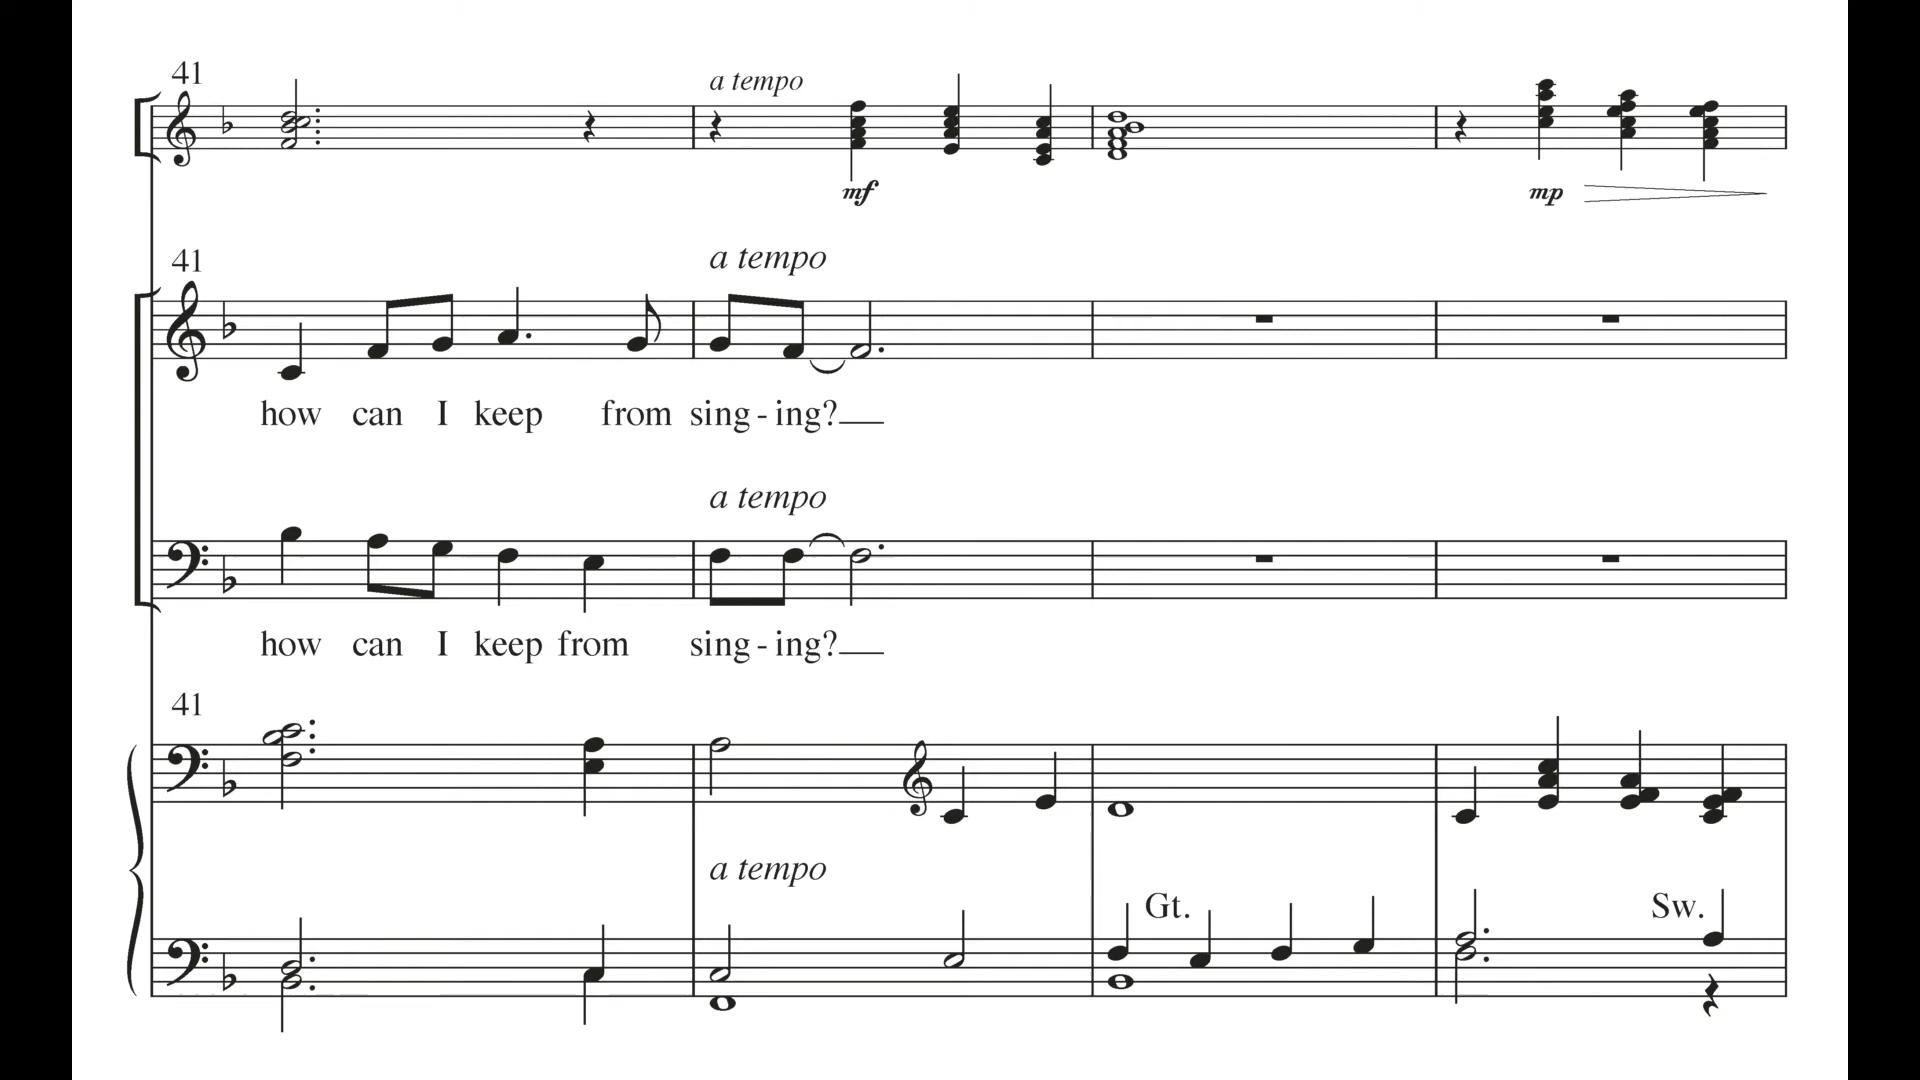 41
a tempo
mf
mp
41
a tempo
how can I keep from sing - ing?
a tempo
how can I keep from sing - ing?
41
a tempo
Gt.
Sw.